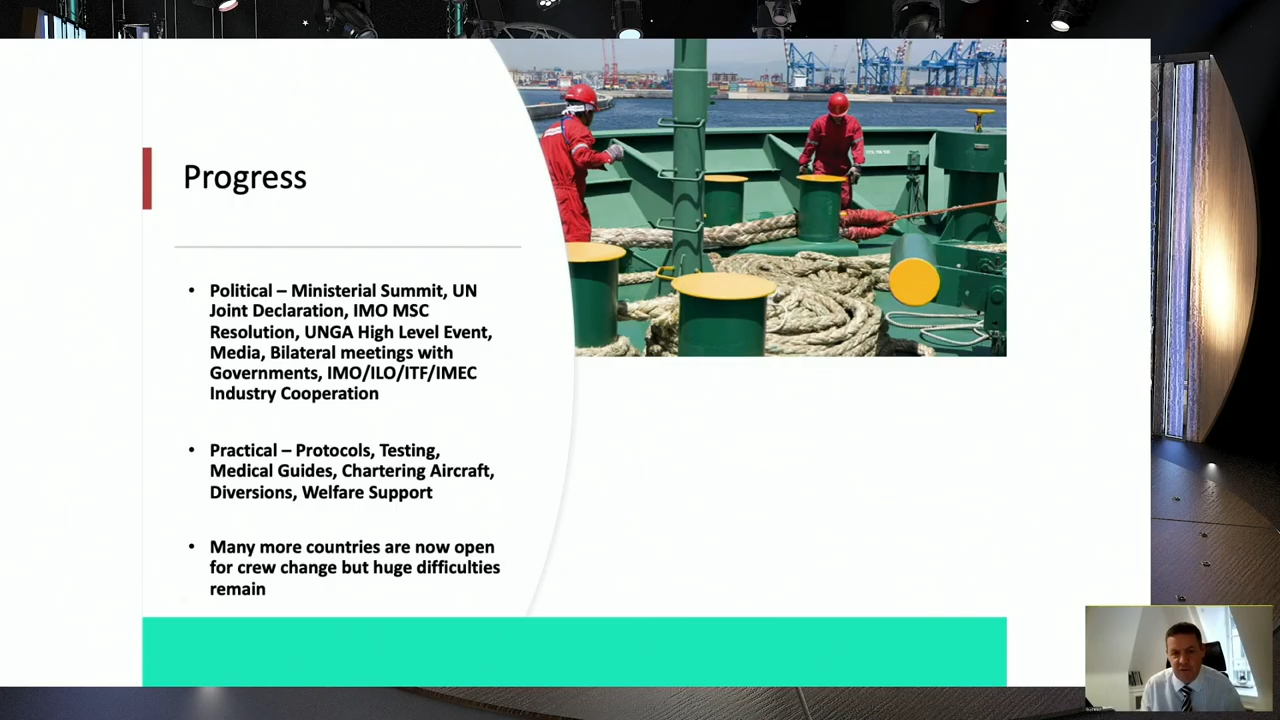 Progress
• Political – Ministerial Summit, UN
Joint Declaration, IMO MSC
Resolution, UNGA High Level Event,
Media, Bilateral meetings with
Governments, IMO/ILO/ITF/IMEC
Industry Cooperation
• Practical – Protocols, Testing,
Medical Guides, Chartering Aircraft,
Diversions, Welfare Support
• Many more countries are now open
for crew change but huge difficulties
remain